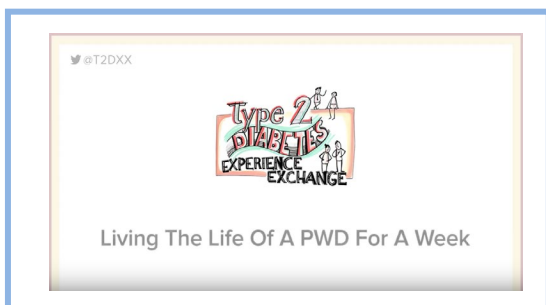 @T2DXX
Type 2
DIABETES
EXPERIENCE
EXCHANGE
Living The Life Of A PWD For A Week